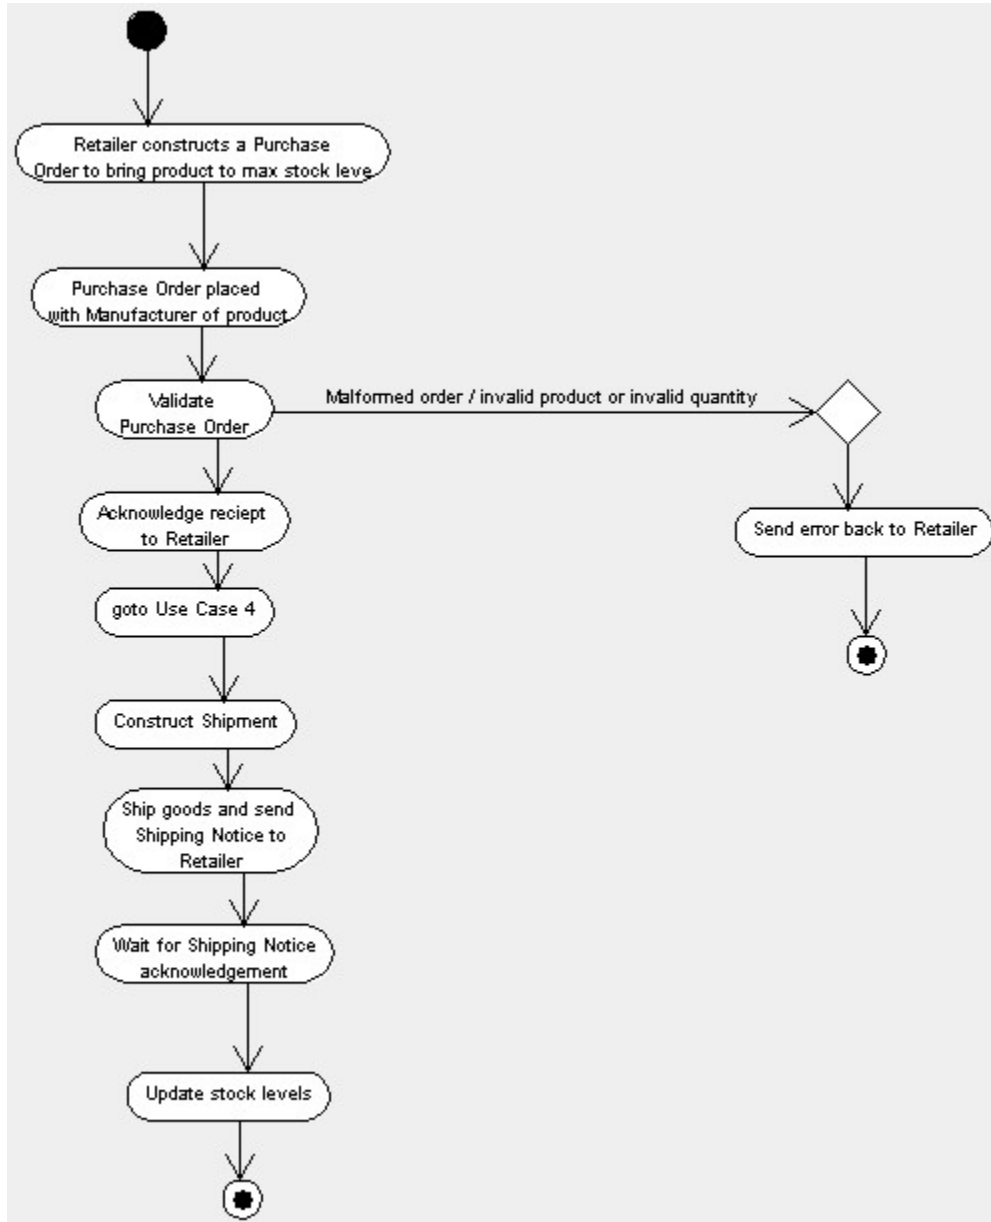 Retailer constructs a Purchase
Order to bring product to max stock leve
Purchase Order placed
with Manufacturer of product
Validate
Purchase Order
Malformed order / invalid product or invalid quantity
Acknowledge reciept
to Retailer
Send error back to Retailer
goto Use Case 4
Construct Shipment
Ship goods and send
Shipping Notice to
Retailer
Wait for Shipping Notice
acknowledgement
Update stock levels